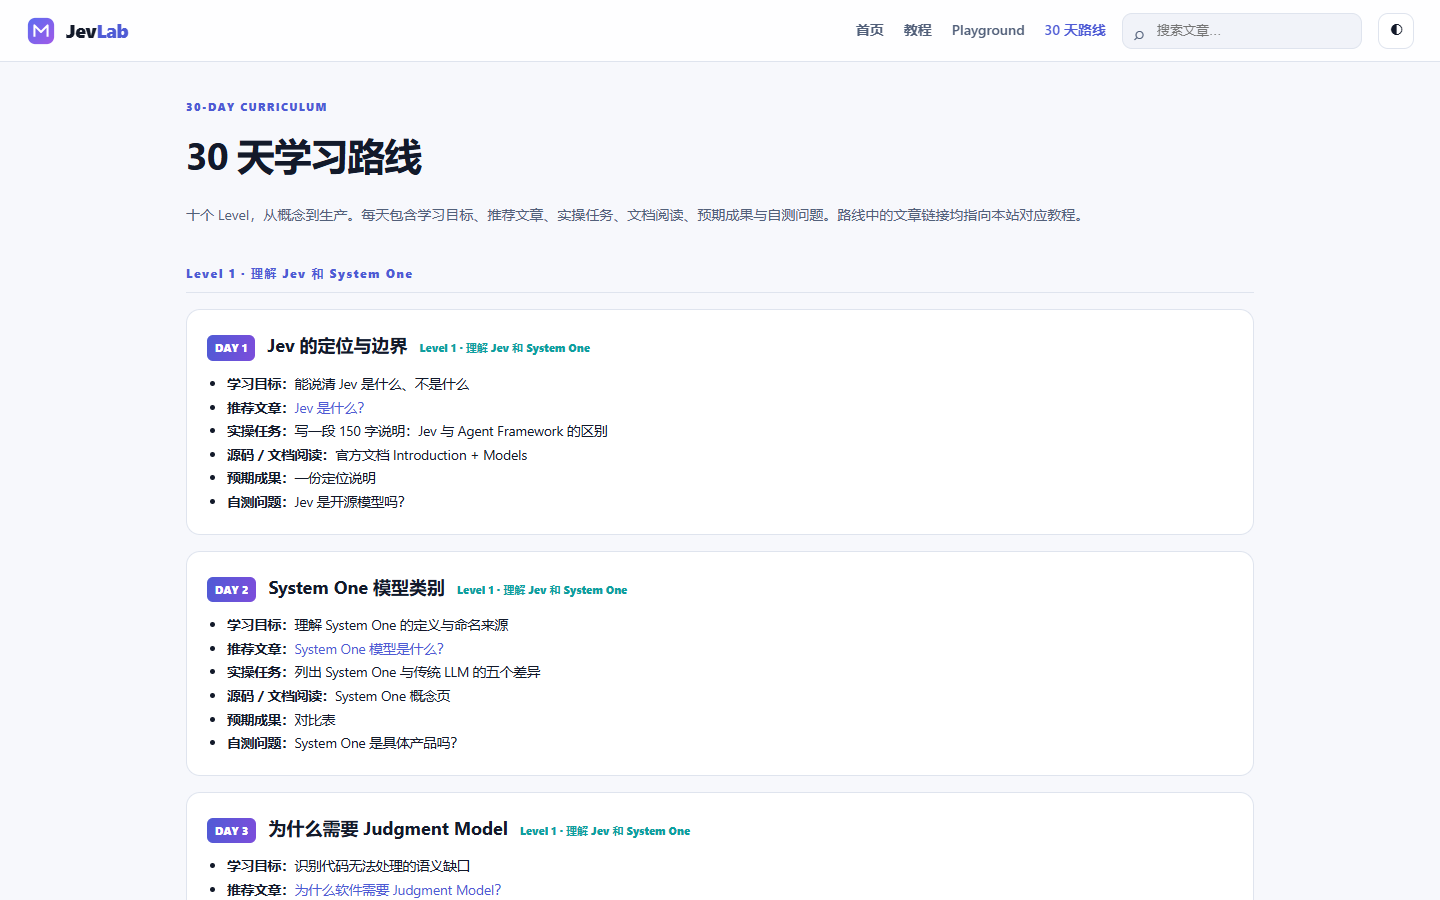 JevLab
首页
教程
Playground
30 天路线
搜索文章...
30-DAY CURRICULUM
30 天学习路线
十个 Level，从概念到生产。每天包含学习目标、推荐文章、实操任务、文档阅读、预期成果与自测问题。路线中的文章链接均指向本站对应教程。
Level 1 · 理解 Jev 和 System One
DAY 1 Jev 的定位与边界 Level 1 · 理解 Jev 和 System One
学习目标：能说清 Jev 是什么、不是什么
推荐文章：Jev 是什么？
实操任务：写一段 150 字说明：Jev 与 Agent Framework 的区别
源码 / 文档阅读：官方文档 Introduction + Models
预期成果：一份定位说明
自测问题：Jev 是开源模型吗？
DAY 2 System One 模型类别 Level 1 · 理解 Jev 和 System One
学习目标：理解 System One 的定义与命名来源
推荐文章：System One 模型是什么？
实操任务：列出 System One 与传统 LLM 的五个差异
源码 / 文档阅读：System One 概念页
预期成果：对比表
自测问题：System One 是具体产品吗？
DAY 3 为什么需要 Judgment Model Level 1 · 理解 Jev 和 System One
学习目标：识别代码无法处理的语义缺口
推荐文章：为什么软件需要 Judgment Model？